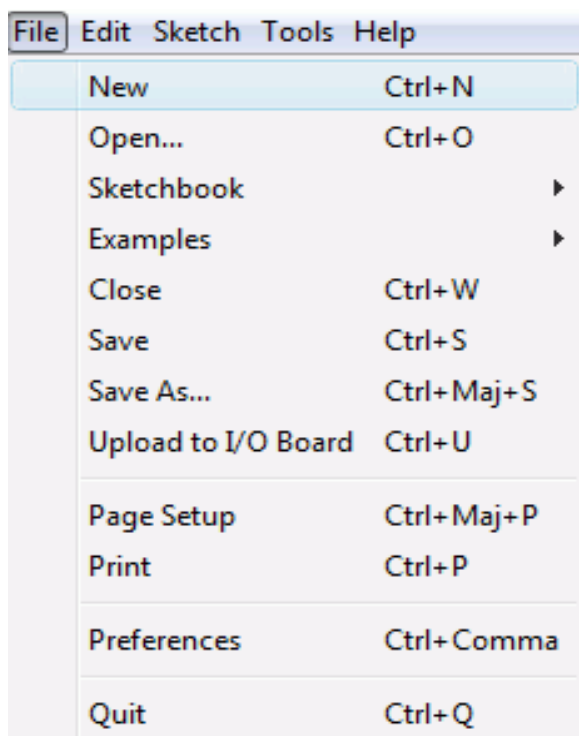 File Edit Sketch Tools Help
New Ctrl+N
Open... Ctrl+O
Sketchbook
Examples
Close Ctrl+W
Save Ctrl+S
Save As... Ctrl+Maj+S
Upload to I/O Board Ctrl+U
Page Setup Ctrl+Maj+P
Print Ctrl+P
Preferences Ctrl+Comma
Quit Ctrl+Q